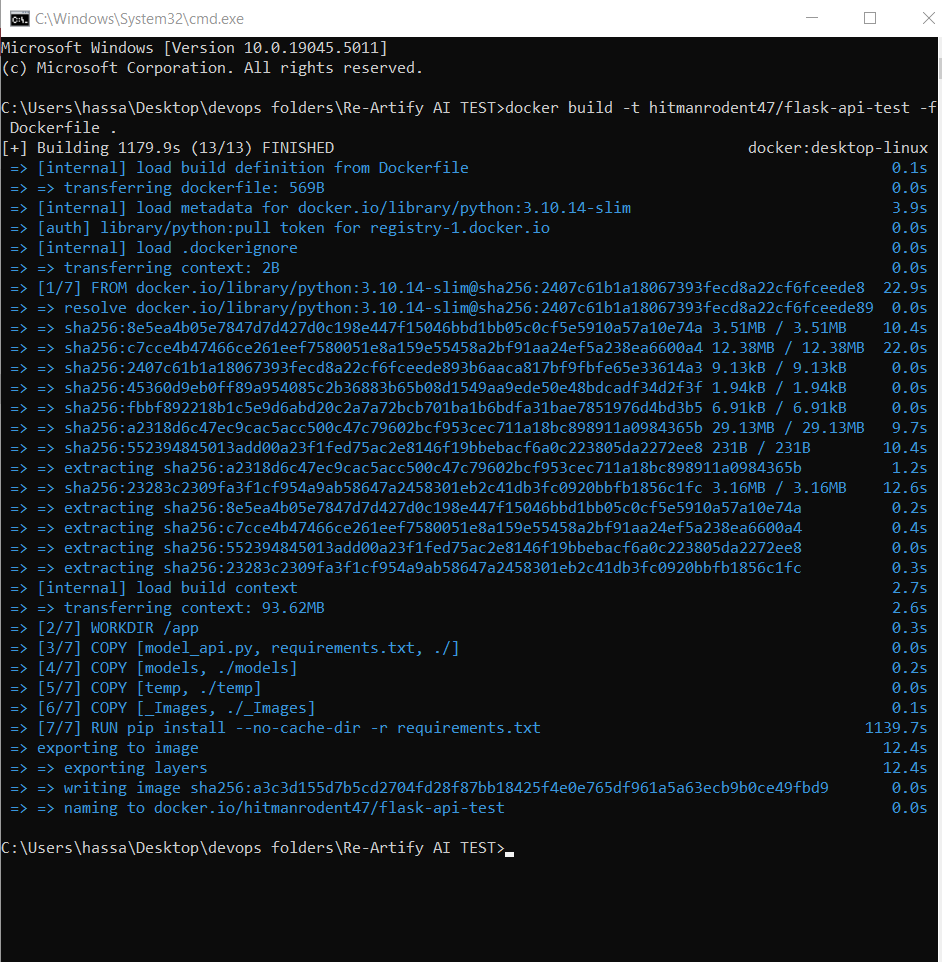 C:\Windows\System32\cmd.exe
Microsoft Windows [Version 10.0.19045.5011]
(c) Microsoft Corporation. All rights reserved.
C:\Users\hassa\Desktop\devops folders\Re-Artify AI TEST>docker build -t hitmanrodent47/flask-api-test -f
Dockerfile .
[+] Building 1179.9s (13/13) FINISHED docker:desktop-linux
=> [internal] load build definition from Dockerfile 0.1s
=> => transferring dockerfile: 569B 0.0s
=> [internal] load metadata for docker.io/library/python:3.10.14-slim 3.9s
=> [auth] library/python:pull token for registry-1.docker.io 0.0s
=> [internal] load .dockerignore 0.0s
=> => transferring context: 2B 0.0s
=> [1/7] FROM docker.io/library/python:3.10.14-slim@sha256:2407c61b1a18067393fecd8a22cf6fceede8 22.9s
=> => resolve docker.io/library/python:3.10.14-slim@sha256:2407c61b1a18067393fecd8a22cf6fceede89 0.0s
=> => sha256:8e5ea4b05e7847d7d427d0c198e447f15046bbd1bb05c0cf5e5910a57a10e74a 3.51MB / 3.51MB 10.4s
=> => sha256:c7cce4b47466ce261eef7580051e8a159e55458a2bf91aa24ef5a238ea6600a4 12.38MB / 12.38MB 22.0s
=> => sha256:2407c61b1a18067393fecd8a22cf6fceede893b6aaca817bf9fbfe65e33614a3 9.13kB / 9.13kB 0.0s
=> => sha256:45360d9eb0ff89a954085c2b36883b65b08d1549aa9ede50e48bdcadf34d2f3f 1.94kB / 1.94kB 0.0s
=> => sha256:fbbf892218b1c5e9d6abd20c2a7a72bcb701ba1b6bdfa31bae7851976d4bd3b5 6.91kB / 6.91kB 0.0s
=> => sha256:a2318d6c47ec9cac5acc500c47c79602bcf953cec711a18bc898911a0984365b 29.13MB / 29.13MB 9.7s
=> => sha256:552394845013add00a23f1fed75ac2e8146f19bbebacf6a0c223805da2272ee8 231B / 231B 10.4s
=> => extracting sha256:a2318d6c47ec9cac5acc500c47c79602bcf953cec711a18bc898911a0984365b 1.2s
=> => sha256:23283c2309fa3f1cf954a9ab58647a2458301eb2c41db3fc0920bbfb1856c1fc 3.16MB / 3.16MB 12.6s
=> => extracting sha256:8e5ea4b05e7847d7d427d0c198e447f15046bbd1bb05c0cf5e5910a57a10e74a 0.2s
=> => extracting sha256:c7cce4b47466ce261eef7580051e8a159e55458a2bf91aa24ef5a238ea6600a4 0.4s
=> => extracting sha256:552394845013add00a23f1fed75ac2e8146f19bbebacf6a0c223805da2272ee8 0.0s
=> => extracting sha256:23283c2309fa3f1cf954a9ab58647a2458301eb2c41db3fc0920bbfb1856c1fc 0.3s
=> [internal] load build context 2.7s
=> => transferring context: 93.62MB 2.6s
=> [2/7] WORKDIR /app 0.3s
=> [3/7] COPY [model_api.py, requirements.txt, ./] 0.0s
=> [4/7] COPY [models, ./models] 0.2s
=> [5/7] COPY [temp, ./temp] 0.0s
=> [6/7] COPY [_Images, ./_Images] 0.1s
=> [7/7] RUN pip install --no-cache-dir -r requirements.txt 1139.7s
=> exporting to image 12.4s
=> => exporting layers 12.4s
=> => writing image sha256:a3c3d155d7b5cd2704fd28f87bb18425f4e0e765df961a5a63ecb9b0ce49fbd9 0.0s
=> => naming to docker.io/hitmanrodent47/flask-api-test 0.0s
C:\Users\hassa\Desktop\devops folders\Re-Artify AI TEST>